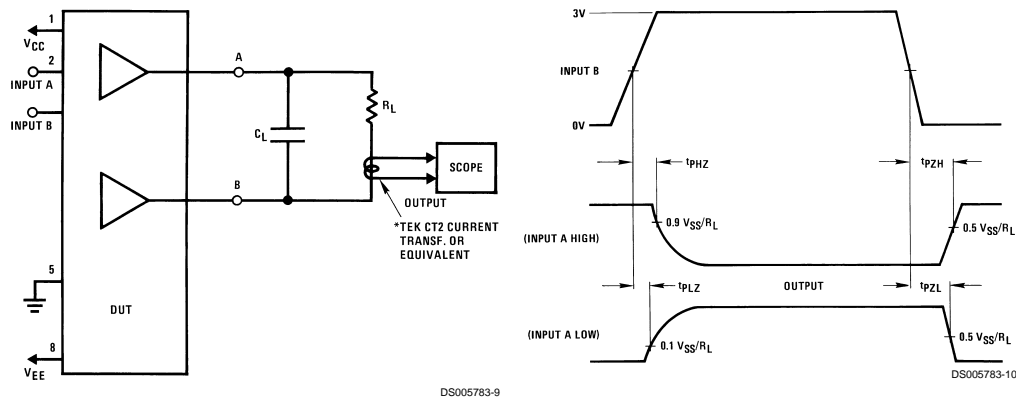 1
VCC
2
INPUT A
INPUT B
5
DUT
8
VEE
A
CL
RL
B
OUTPUT
SCOPE
*TEK CT2 CURRENT
TRANSF. OR
EQUIVALENT
DS005783-9
3V
INPUT B
0V
tPHZ
tPZH
(INPUT A HIGH)
0.9 VSS/RL
0.5 VSS/RL
tPLZ
OUTPUT
tPZL
(INPUT A LOW)
0.1 VSS/RL
0.5 VSS/RL
DS005783-10